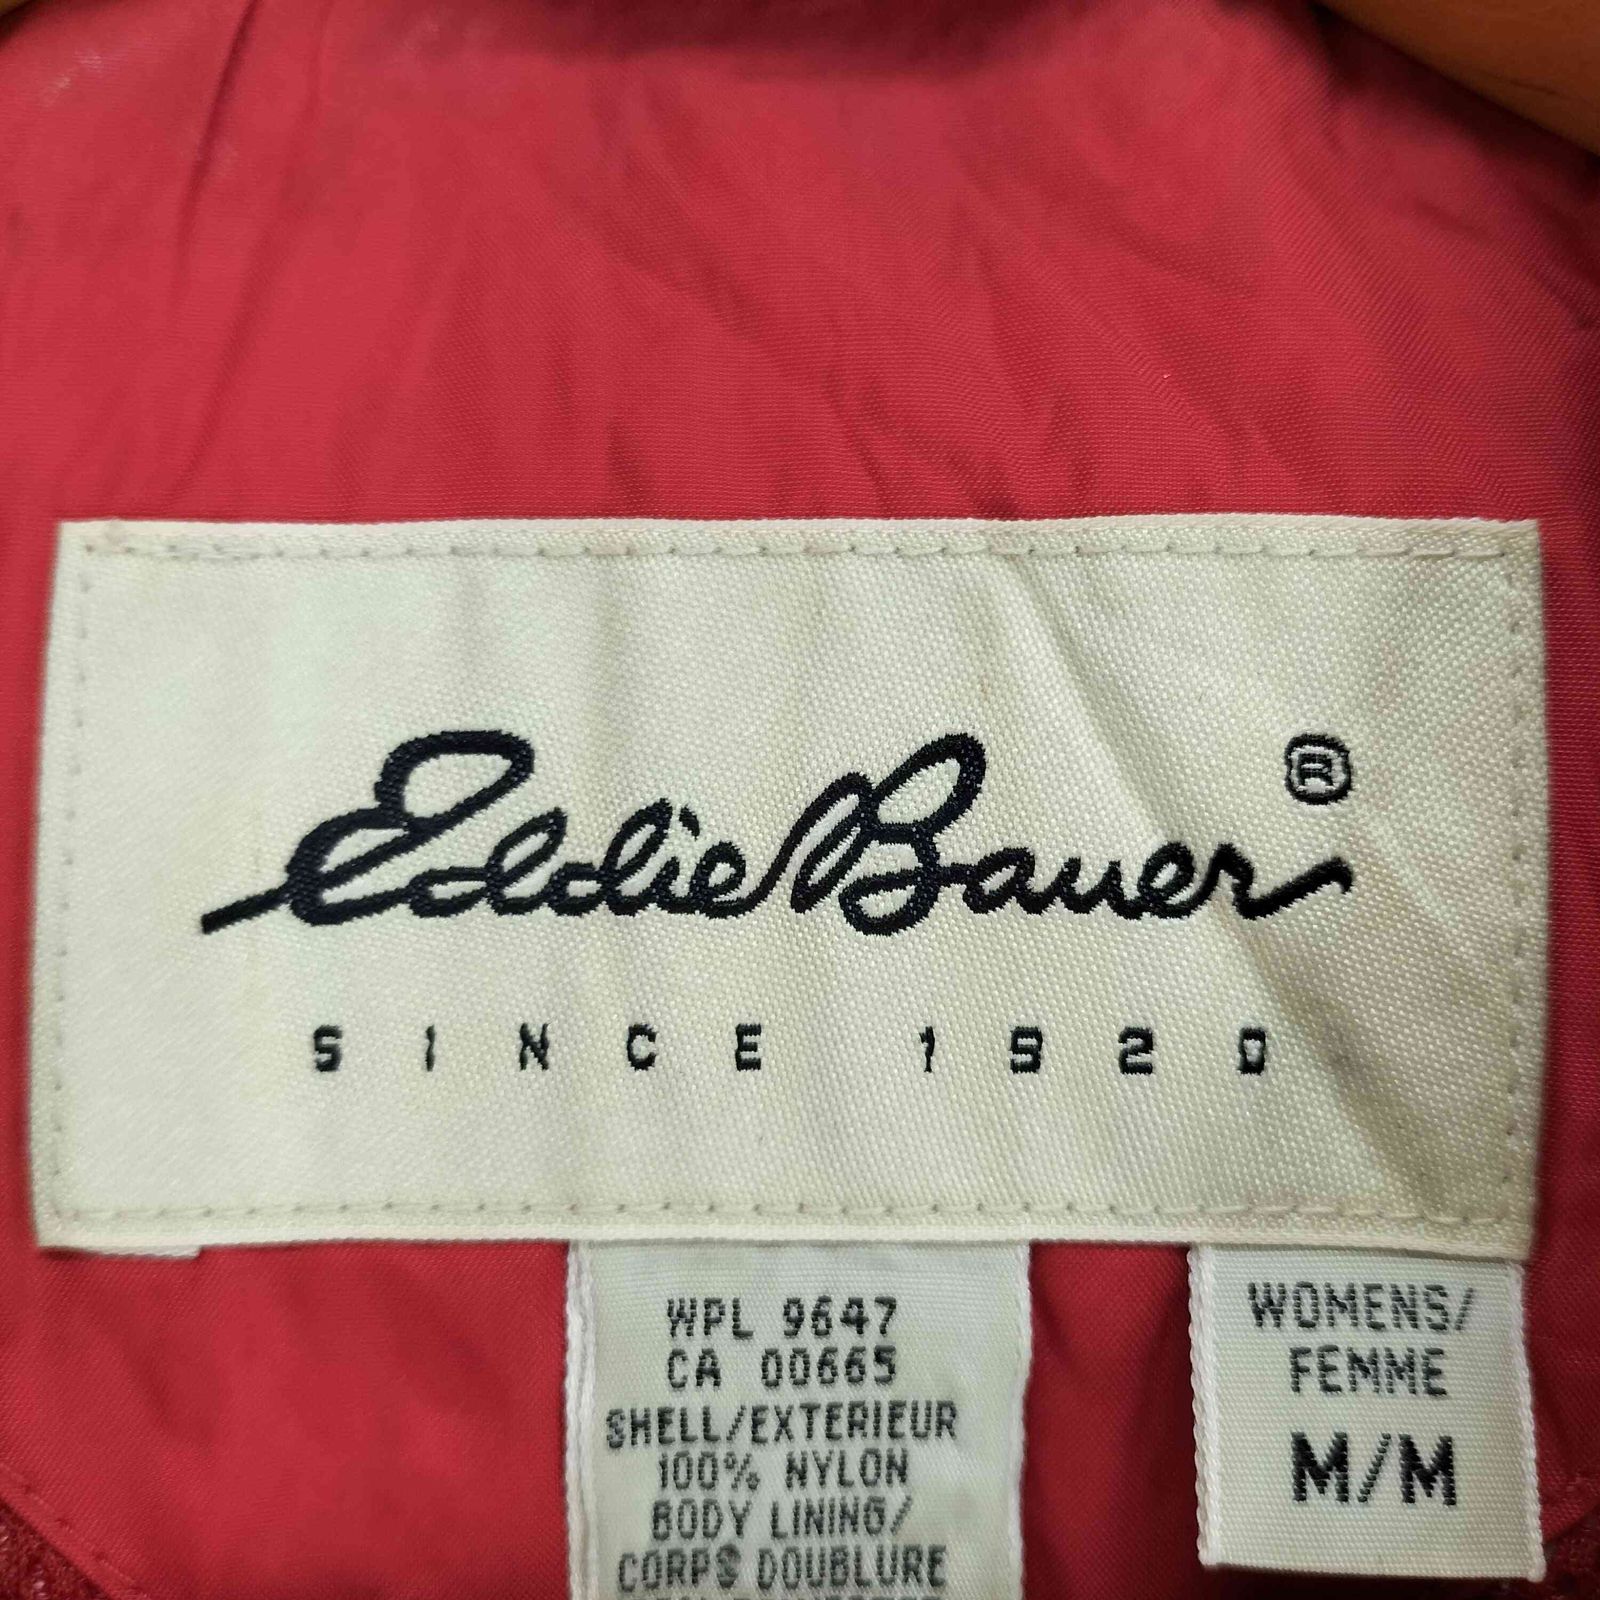 Eddie Bauer ®
SINCE 1920
WPL 9647
CA 00665
SHELL/EXTERIEUR
100% NYLON
BODY LINING/
CORPS DOUBLURE
WOMENS/
FEMME
M/M